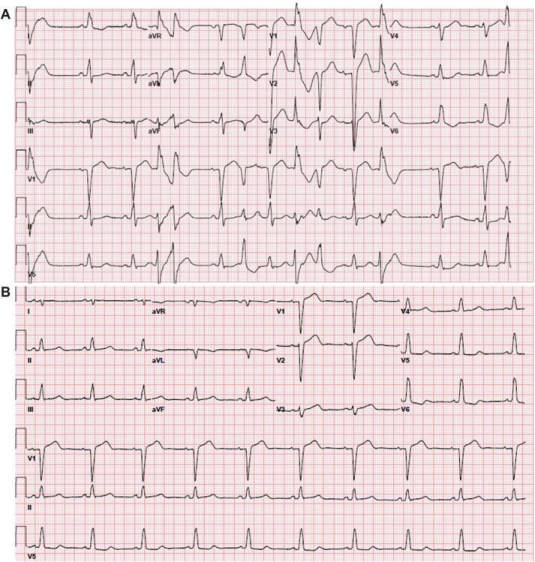 A
aVR V1 V4
II aVL V2 V5
III aVF V3 V6
V1
II
V5
B
I aVR V1 V4
II aVL V2 V5
III aVF V3 V6
V1
II
V5